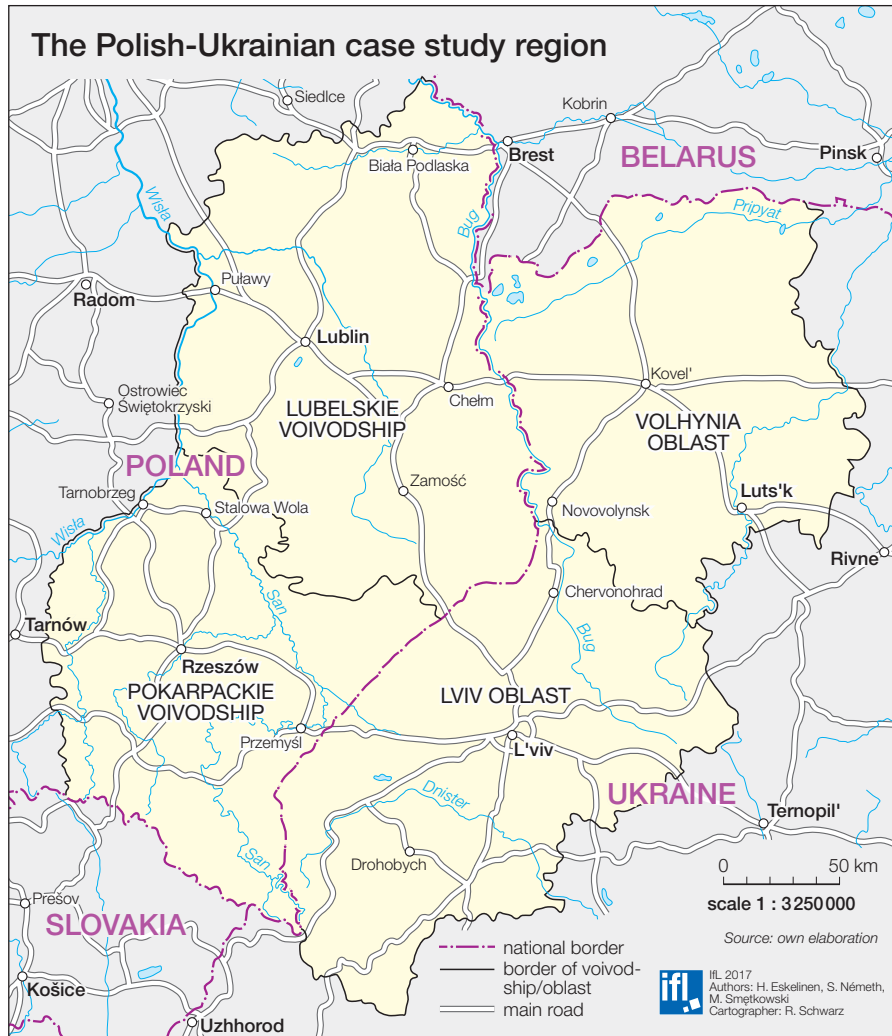 The Polish-Ukrainian case study region
Siedlce
Kobrin
Biała Podlaska
Brest
BELARUS
Pinsk
Wisła
Bug
Pripyat
Puławy
Radom
Lublin
Kovel'
Chełm
Ostrowiec
Świętokrzyski
LUBELSKIE
VOIVODSHIP
VOLHYNIA
OBLAST
POLAND
Zamość
Tarnobrzeg
Stalowa Wola
Novovolynsk
Luts'k
Wisła
Rivne
San
Chervonohrad
Tarnów
Bug
Rzeszów
POKARPACKIE
VOIVODSHIP
LVIV OBLAST
Przemyśl
L'viv
Dnister
UKRAINE
Ternopil'
Drohobych
San
0 50 km
scale 1 : 3 250 000
Prešov
SLOVAKIA
Source: own elaboration
national border
border of voivod-
ship/oblast
main road
Košice
Uzhhorod
ifl
IfL 2017
Authors: H. Eskelinen, S. Németh,
M. Smętkowski
Cartographer: R. Schwarz